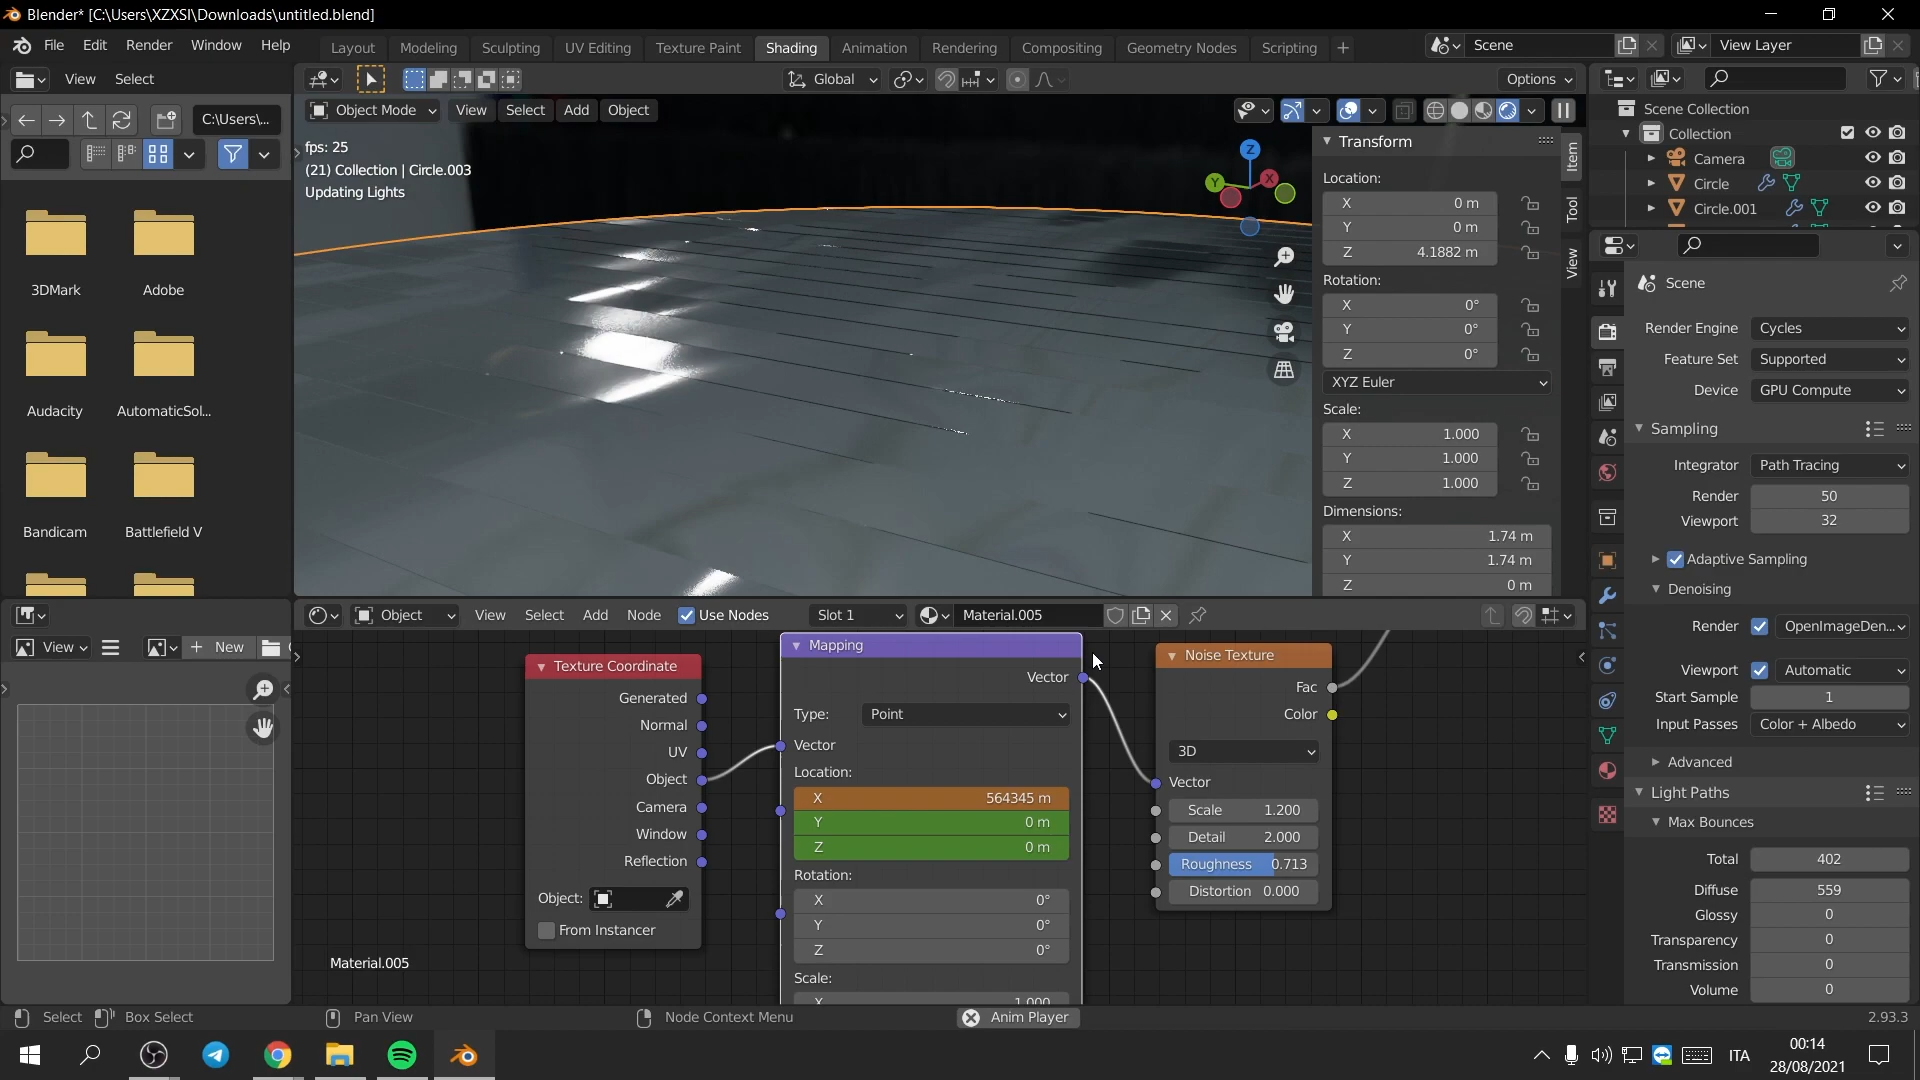 Blender* [C:\Users\XZXSI\Downloads\untitled.blend]
File Edit Render Window Help
Layout Modeling Sculpting UV Editing Texture Paint Shading Animation Rendering Compositing Geometry Nodes Scripting
Scene
View Layer
View Select
Global
Options
C:\Users\...
Object Mode View Select Add Object
fps: 25
(21) Collection | Circle.003
Updating Lights
3DMark
Adobe
Audacity
AutomaticSol...
Bandicam
Battlefield V
Z
Y
X
Transform
Location:
X 0 m
Y 0 m
Z 4.1882 m
Rotation:
X 0°
Y 0°
Z 0°
XYZ Euler
Scale:
X 1.000
Y 1.000
Z 1.000
Dimensions:
X 1.74 m
Y 1.74 m
Z 0 m
Item
Tool
View
Scene Collection
Collection
Camera
Circle
Circle.001
Scene
Render Engine Cycles
Feature Set Supported
Device GPU Compute
Sampling
Integrator Path Tracing
Render 50
Viewport 32
Adaptive Sampling
Denoising
Render OpenImageDen...
Viewport Automatic
Start Sample 1
Input Passes Color + Albedo
Advanced
Light Paths
Max Bounces
Total 402
Diffuse 559
Glossy 0
Transparency 0
Transmission 0
Volume 0
View
New
Object View Select Add Node Use Nodes Slot 1 Material.005
Texture Coordinate
Generated
Normal
UV
Object
Camera
Window
Reflection
Object:
From Instancer
Material.005
Mapping
Vector
Type: Point
Vector
Location:
X 564345 m
Y 0 m
Z 0 m
Rotation:
X 0°
Y 0°
Z 0°
Scale:
X 1.000
Noise Texture
Fac
Color
3D
Vector
Scale 1.200
Detail 2.000
Roughness 0.713
Distortion 0.000
Select Box Select Pan View Node Context Menu Anim Player 2.93.3
ITA
00:14
28/08/2021